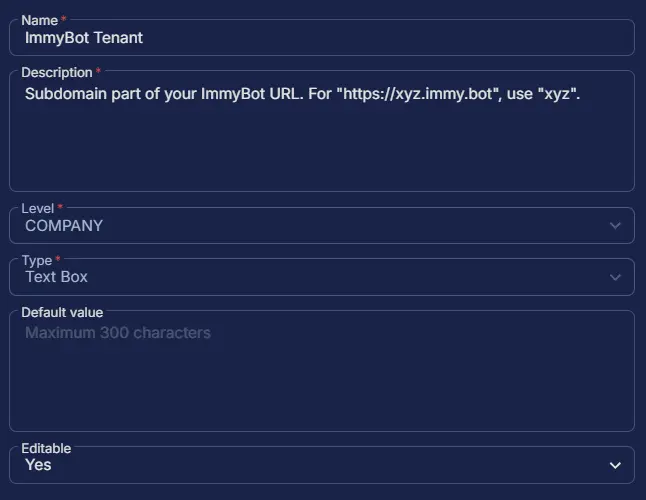 Name *
ImmyBot Tenant
Description *
Subdomain part of your ImmyBot URL. For "https://xyz.immy.bot", use "xyz".
Level *
COMPANY
Type *
Text Box
Default value
Maximum 300 characters
Editable
Yes